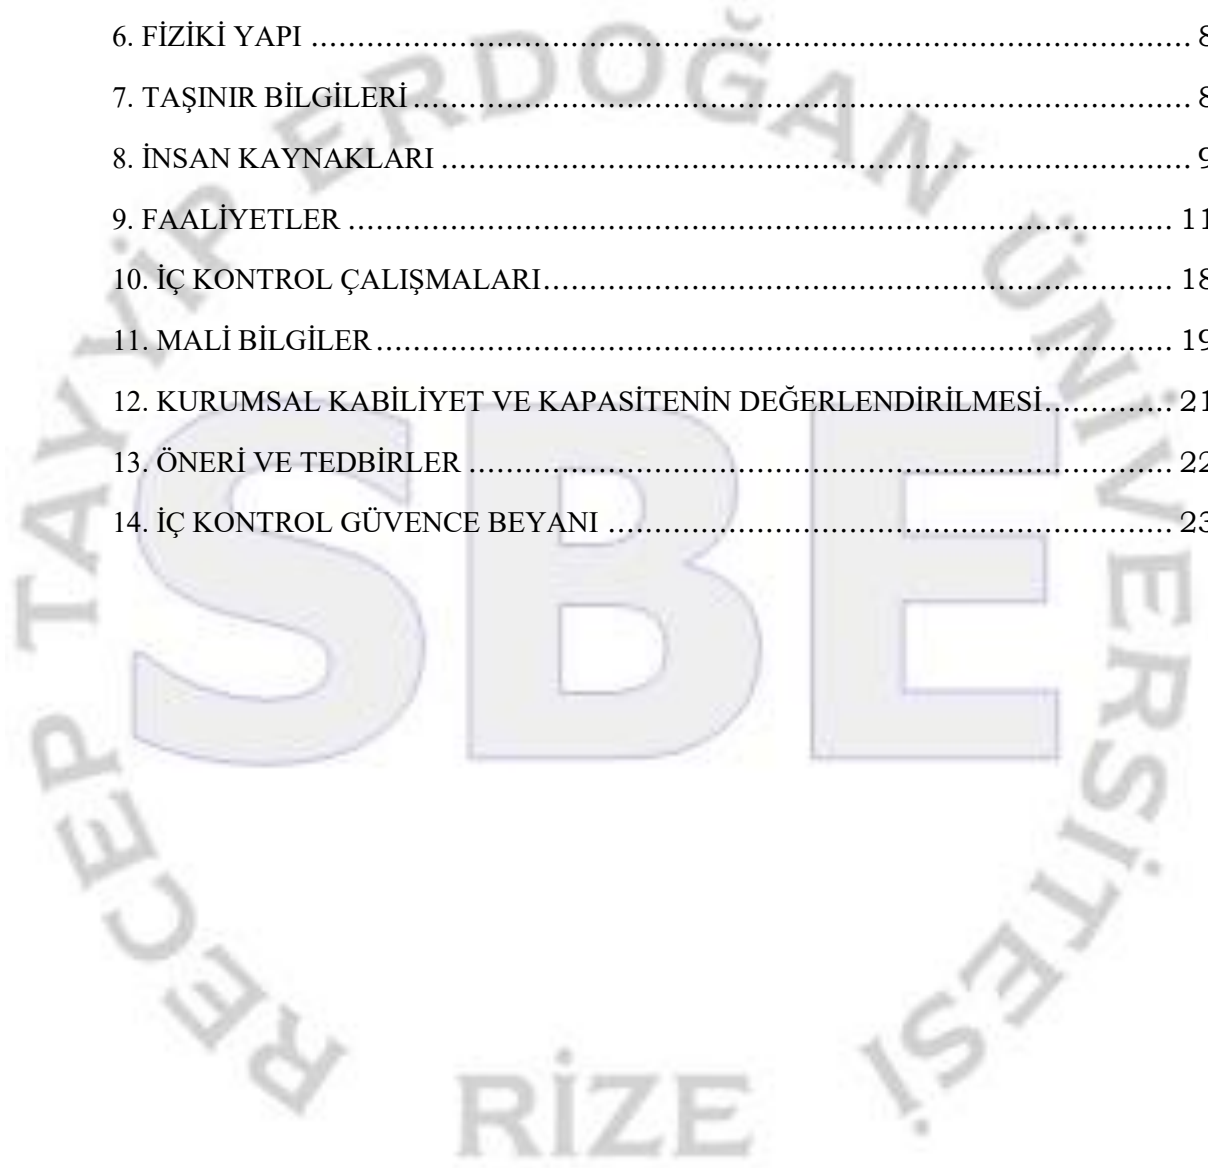 6. FİZİKİ YAPI ........................................................................................................ 8
7. TAŞINIR BİLGİLERİ ............................................................................................ 8
8. İNSAN KAYNAKLARI ......................................................................................... 9
9. FAALİYETLER .................................................................................................... 11
10. İÇ KONTROL ÇALIŞMALARI............................................................................ 18
11. MALİ BİLGİLER ................................................................................................ 19
12. KURUMSAL KABİLİYET VE KAPASİTENİN DEĞERLENDİRİLMESİ.............. 21
13. ÖNERİ VE TEDBİRLER ..................................................................................... 22
14. İÇ KONTROL GÜVENCE BEYANI ..................................................................... 23
RECEP TAYYİP ERDOĞAN ÜNİVERSİTESİ
SBE
RİZE